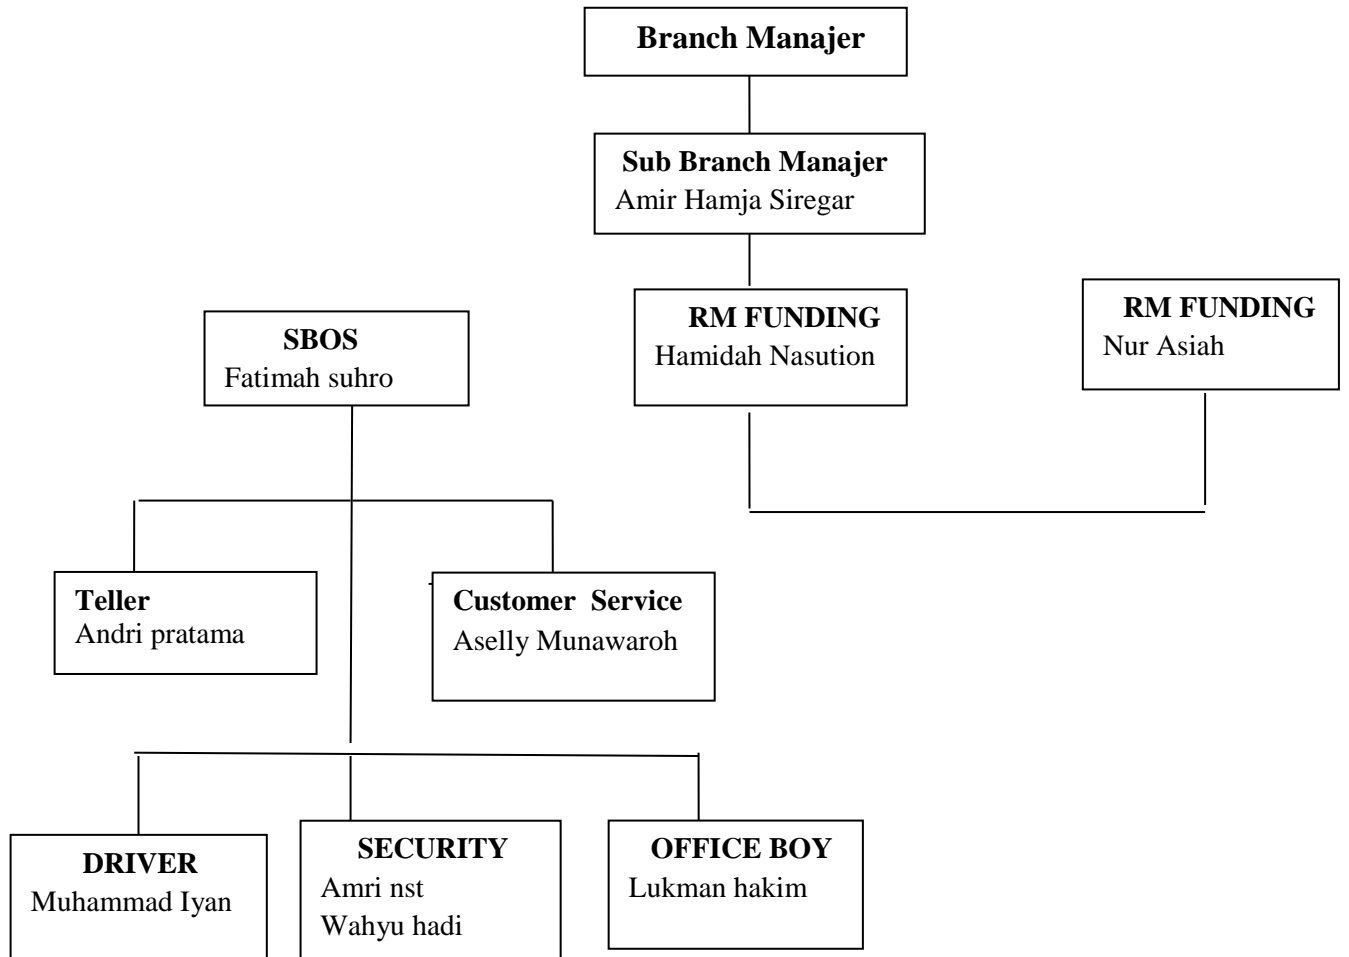 Branch Manajer
Sub Branch Manajer
Amir Hamja Siregar
RM FUNDING
Hamidah Nasution
RM FUNDING
Nur Asiah
SBOS
Fatimah suhro
Teller
Andri pratama
Customer Service
Aselly Munawaroh
DRIVER
Muhammad Iyan
SECURITY
Amri nst
Wahyu hadi
OFFICE BOY
Lukman hakim